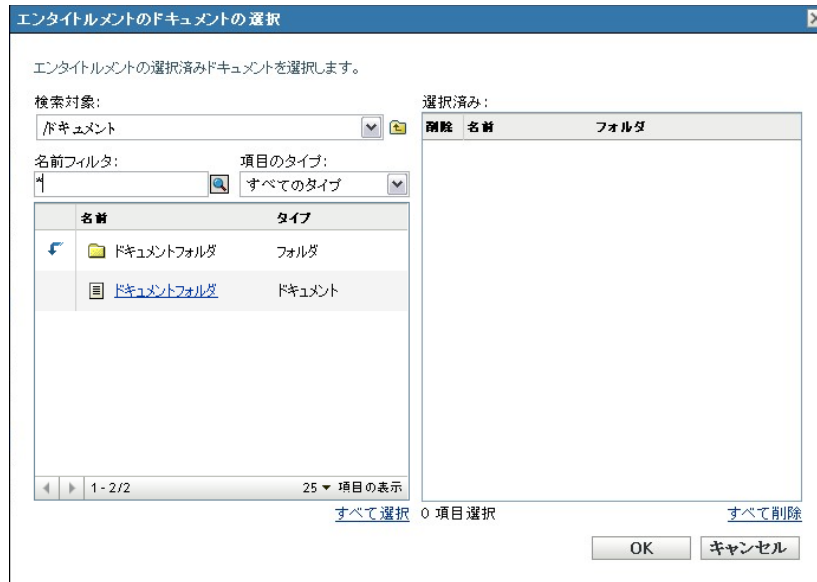 エンタイトルメントのドキュメントの選択
エンタイトルメントの選択済みドキュメントを選択します。
検索対象:
/ドキュメント
名前フィルタ:
項目のタイプ:
*
すべてのタイプ
名前
タイプ
ドキュメントフォルダ
フォルダ
ドキュメントフォルダ
ドキュメント
1 - 2/2
25
項目の表示
すべて選択
選択済み:
削除 名前 フォルダ
0 項目選択
すべて削除
OK
キャンセル